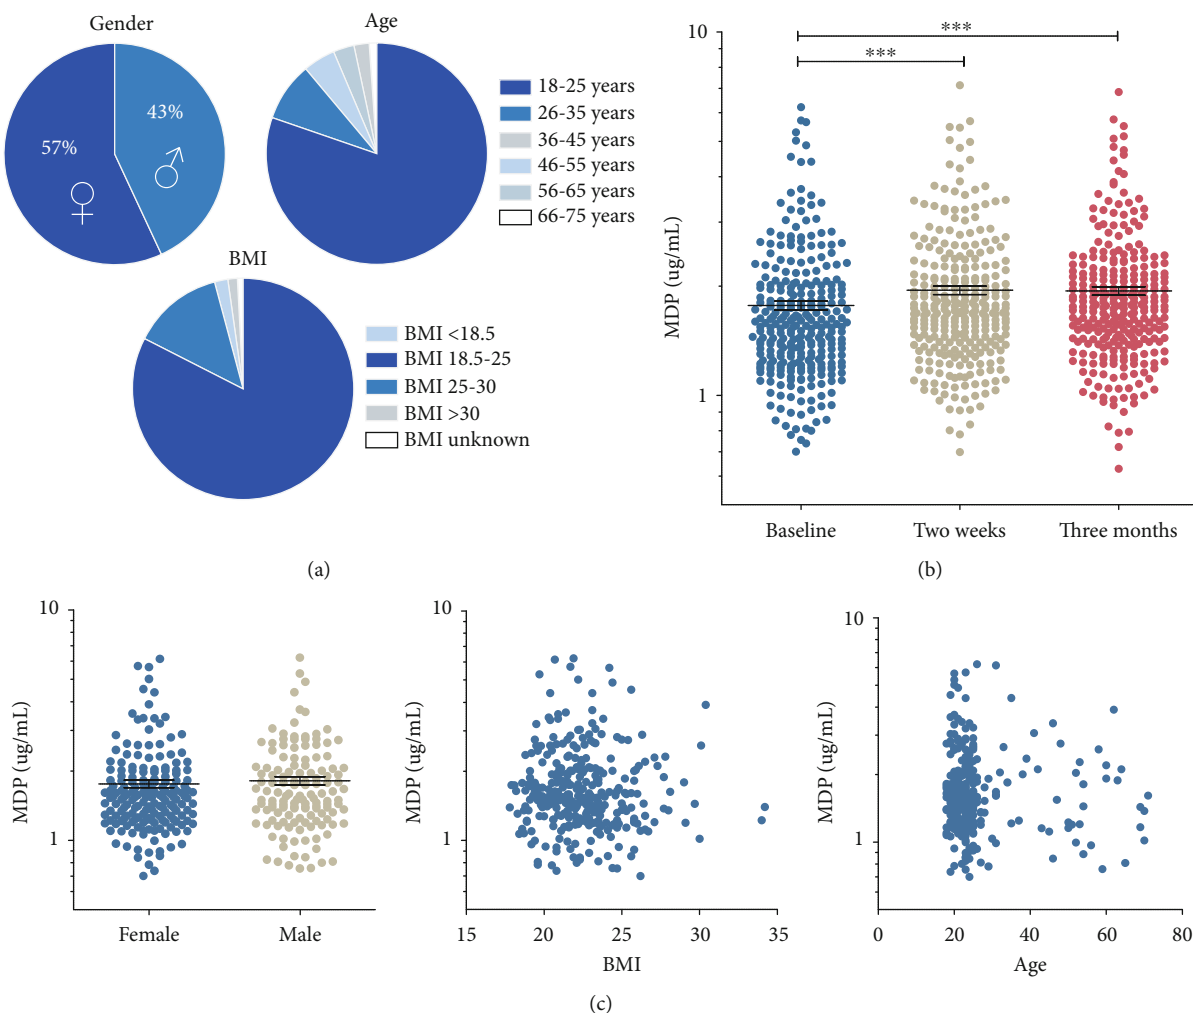 Gender
43%
57%
Age
18-25 years
26-35 years
36-45 years
46-55 years
56-65 years
66-75 years
BMI
BMI <18.5
BMI 18.5-25
BMI 25-30
BMI >30
BMI unknown
(a)
10
1
MDP (ug/mL)
***
***
Baseline Two weeks Three months
(b)
10
1
MDP (ug/mL)
Female Male
10
1
MDP (ug/mL)
15 20 25 30 35
BMI
10
1
MDP (ug/mL)
0 20 40 60 80
Age
(c)